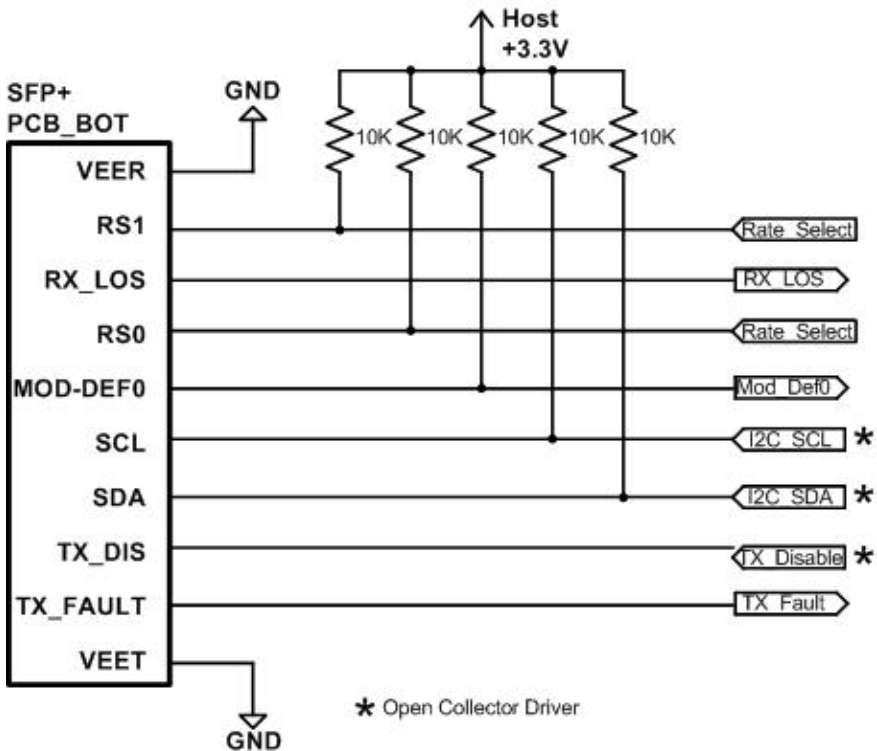 Host
+3.3V
SFP+
PCB_BOT
GND
10K 10K 10K 10K 10K
VEER
RS1 Rate_Select
RX_LOS RX_LOS
RS0 Rate_Select
MOD-DEF0 Mod_Def0
SCL I2C_SCL *
SDA I2C_SDA *
TX_DIS TX_Disable *
TX_FAULT TX_Fault
VEET
* Open Collector Driver
GND